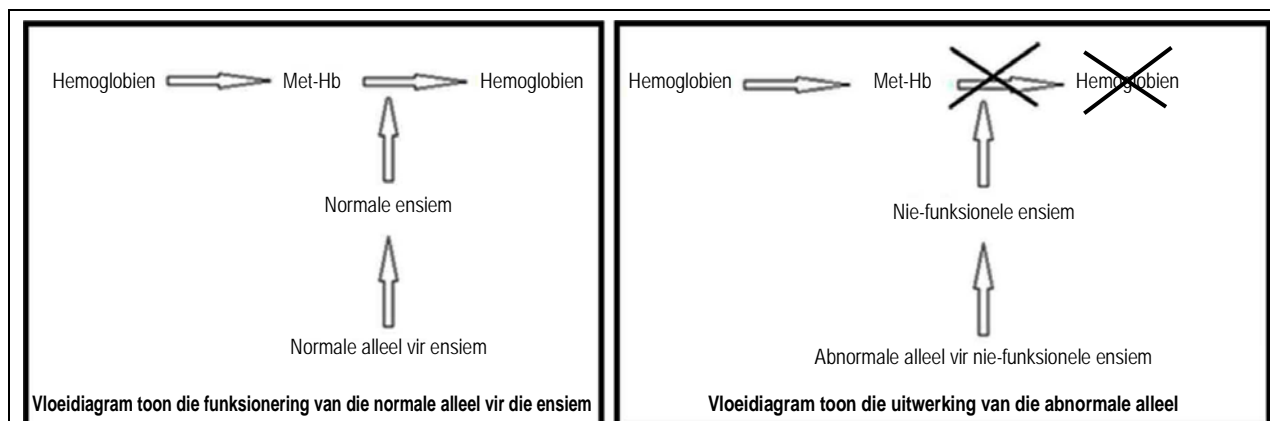 Hemoglobien Met-Hb Hemoglobien
Normale ensiem
Normale alleel vir ensiem
Vloeidiagram toon die funksionering van die normale alleel vir die ensiem
Hemoglobien Met-Hb Hemoglobien
Nie-funksionele ensiem
Abnormale alleel vir nie-funksionele ensiem
Vloeidiagram toon die uitwerking van die abnormale alleel